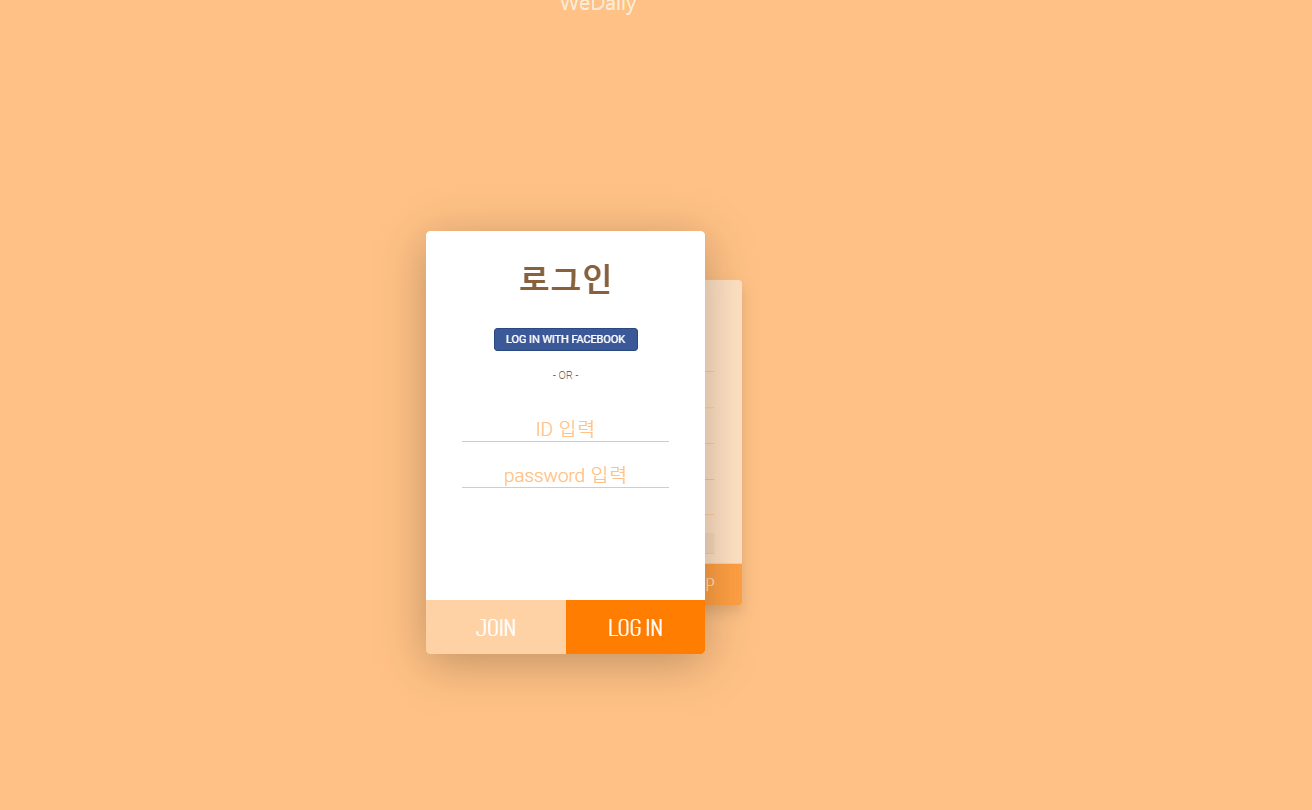 WeDaily
로그인
LOG IN WITH FACEBOOK
- OR -
ID 입력
password 입력
JOIN
LOG IN
P